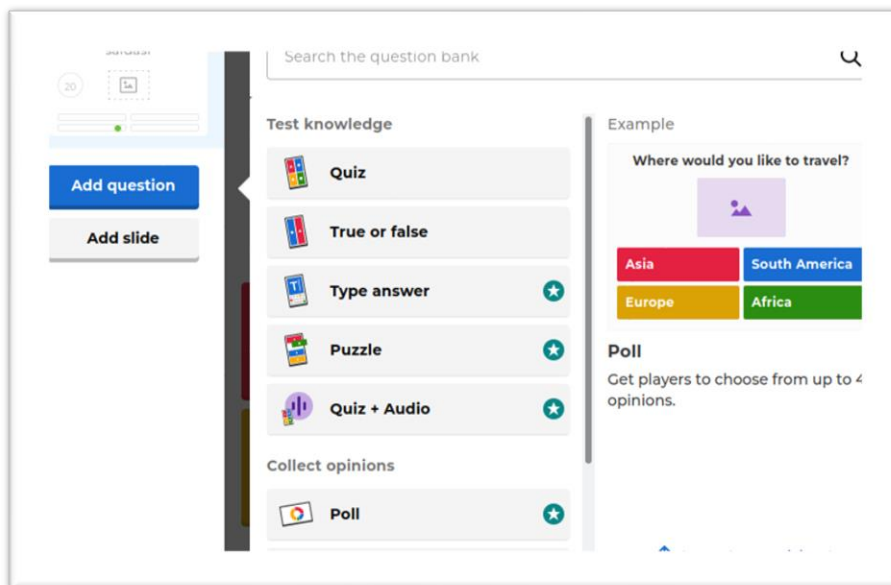 20
Add question
Add slide
Search the question bank
Test knowledge
Quiz
True or false
Type answer
Puzzle
Quiz + Audio
Collect opinions
Poll
Example
Where would you like to travel?
Asia
South America
Europe
Africa
Poll
Get players to choose from up to 4
opinions.